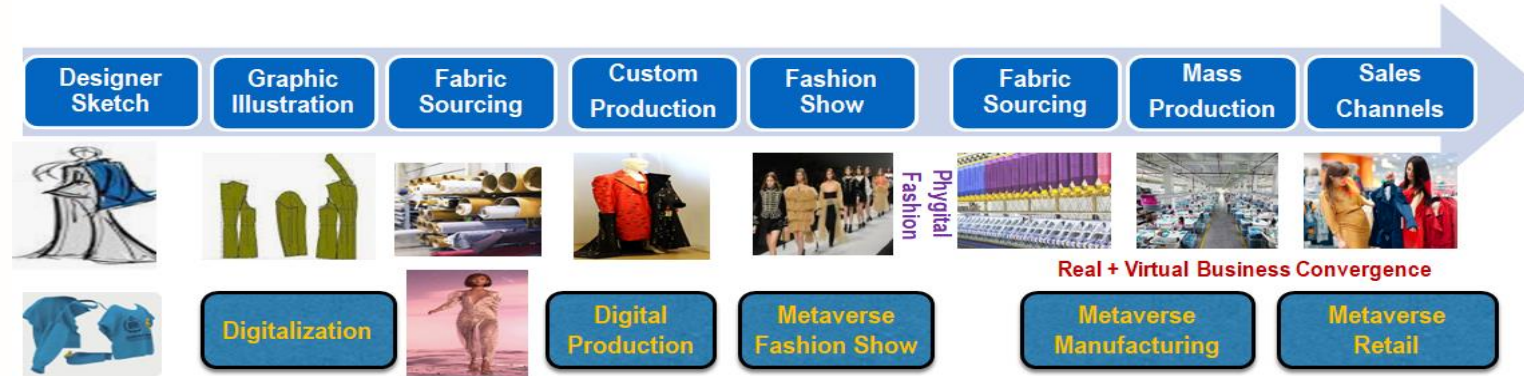 Designer
Sketch
Graphic
Illustration
Fabric
Sourcing
Custom
Production
Fashion
Show
Fabric
Sourcing
Mass
Production
Sales
Channels
Phygital
Fashion
Real + Virtual Business Convergence
Digitalization
Digital
Production
Metaverse
Fashion Show
Metaverse
Manufacturing
Metaverse
Retail